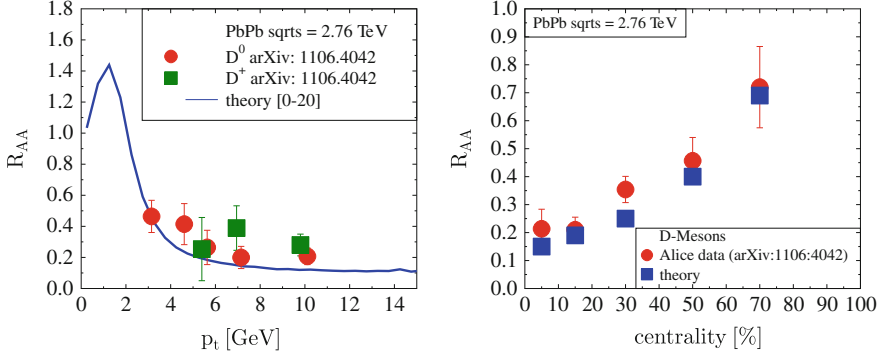 PbPb sqrts = 2.76 TeV
D⁰ arXiv: 1106.4042
D⁺ arXiv: 1106.4042
theory [0-20]
R_AA
1.8
1.6
1.4
1.2
1.0
0.8
0.6
0.4
0.2
0.0
0 2 4 6 8 10 12 14
p_t [GeV]
PbPb sqrts = 2.76 TeV
R_AA
1.0
0.9
0.8
0.7
0.6
0.5
0.4
0.3
0.2
0.1
0.0
D-Mesons
Alice data (arXiv:1106:4042)
theory
0 10 20 30 40 50 60 70 80 90 100
centrality [%]